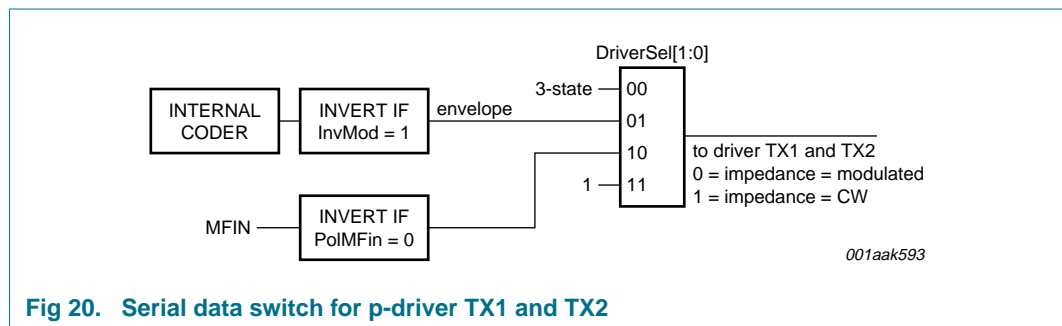 DriverSel[1:0]
3-state
00
INTERNAL
CODER
INVERT IF
InvMod = 1
envelope
01
10
1
11
to driver TX1 and TX2
0 = impedance = modulated
1 = impedance = CW
MFIN
INVERT IF
PolMFin = 0
001aak593
Fig 20. Serial data switch for p-driver TX1 and TX2